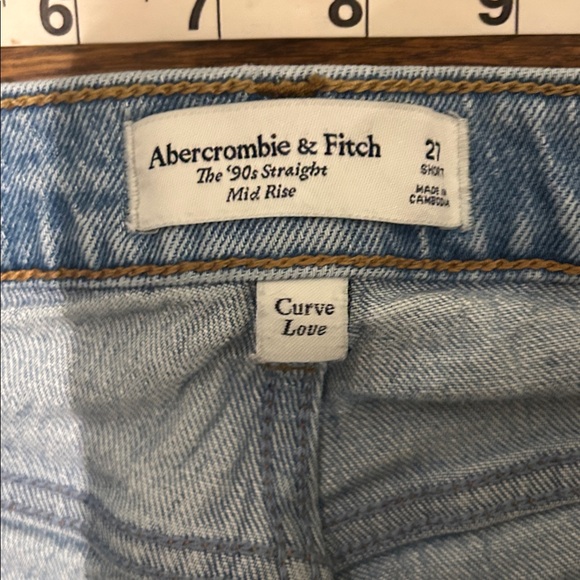 6 7 8 9
Abercrombie & Fitch
The '90s Straight
Mid Rise
27
SHORT
MADE IN
CAMBODIA
Curve
Love